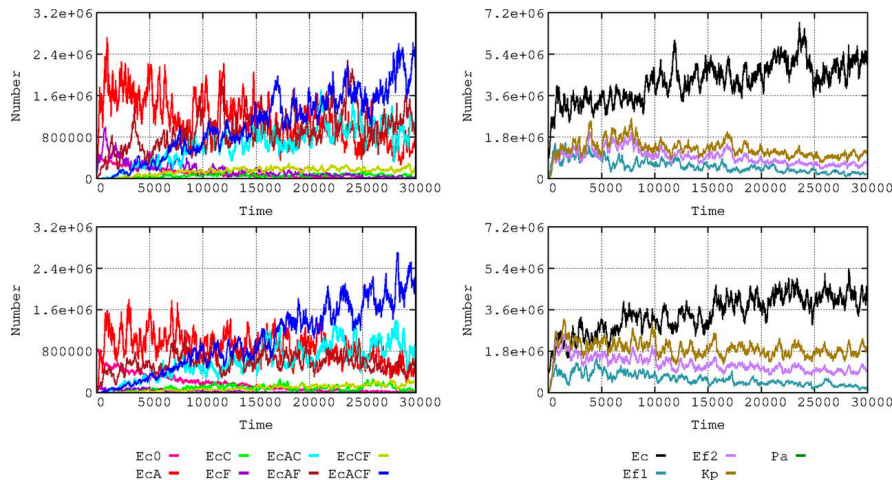 3.2e+06
2.4e+06
1.6e+06
800000
0
Number
0 5000 10000 15000 20000 25000 30000
Time
7.2e+06
5.4e+06
3.6e+06
1.8e+06
0
Number
0 5000 10000 15000 20000 25000 30000
Time
3.2e+06
2.4e+06
1.6e+06
800000
0
Number
0 5000 10000 15000 20000 25000 30000
Time
7.2e+06
5.4e+06
3.6e+06
1.8e+06
0
Number
0 5000 10000 15000 20000 25000 30000
Time
Ec0 EcC EcAC EcCF
EcA EcF EcAF EcACF
Ec Ef2 Pa
Ef1 Kp